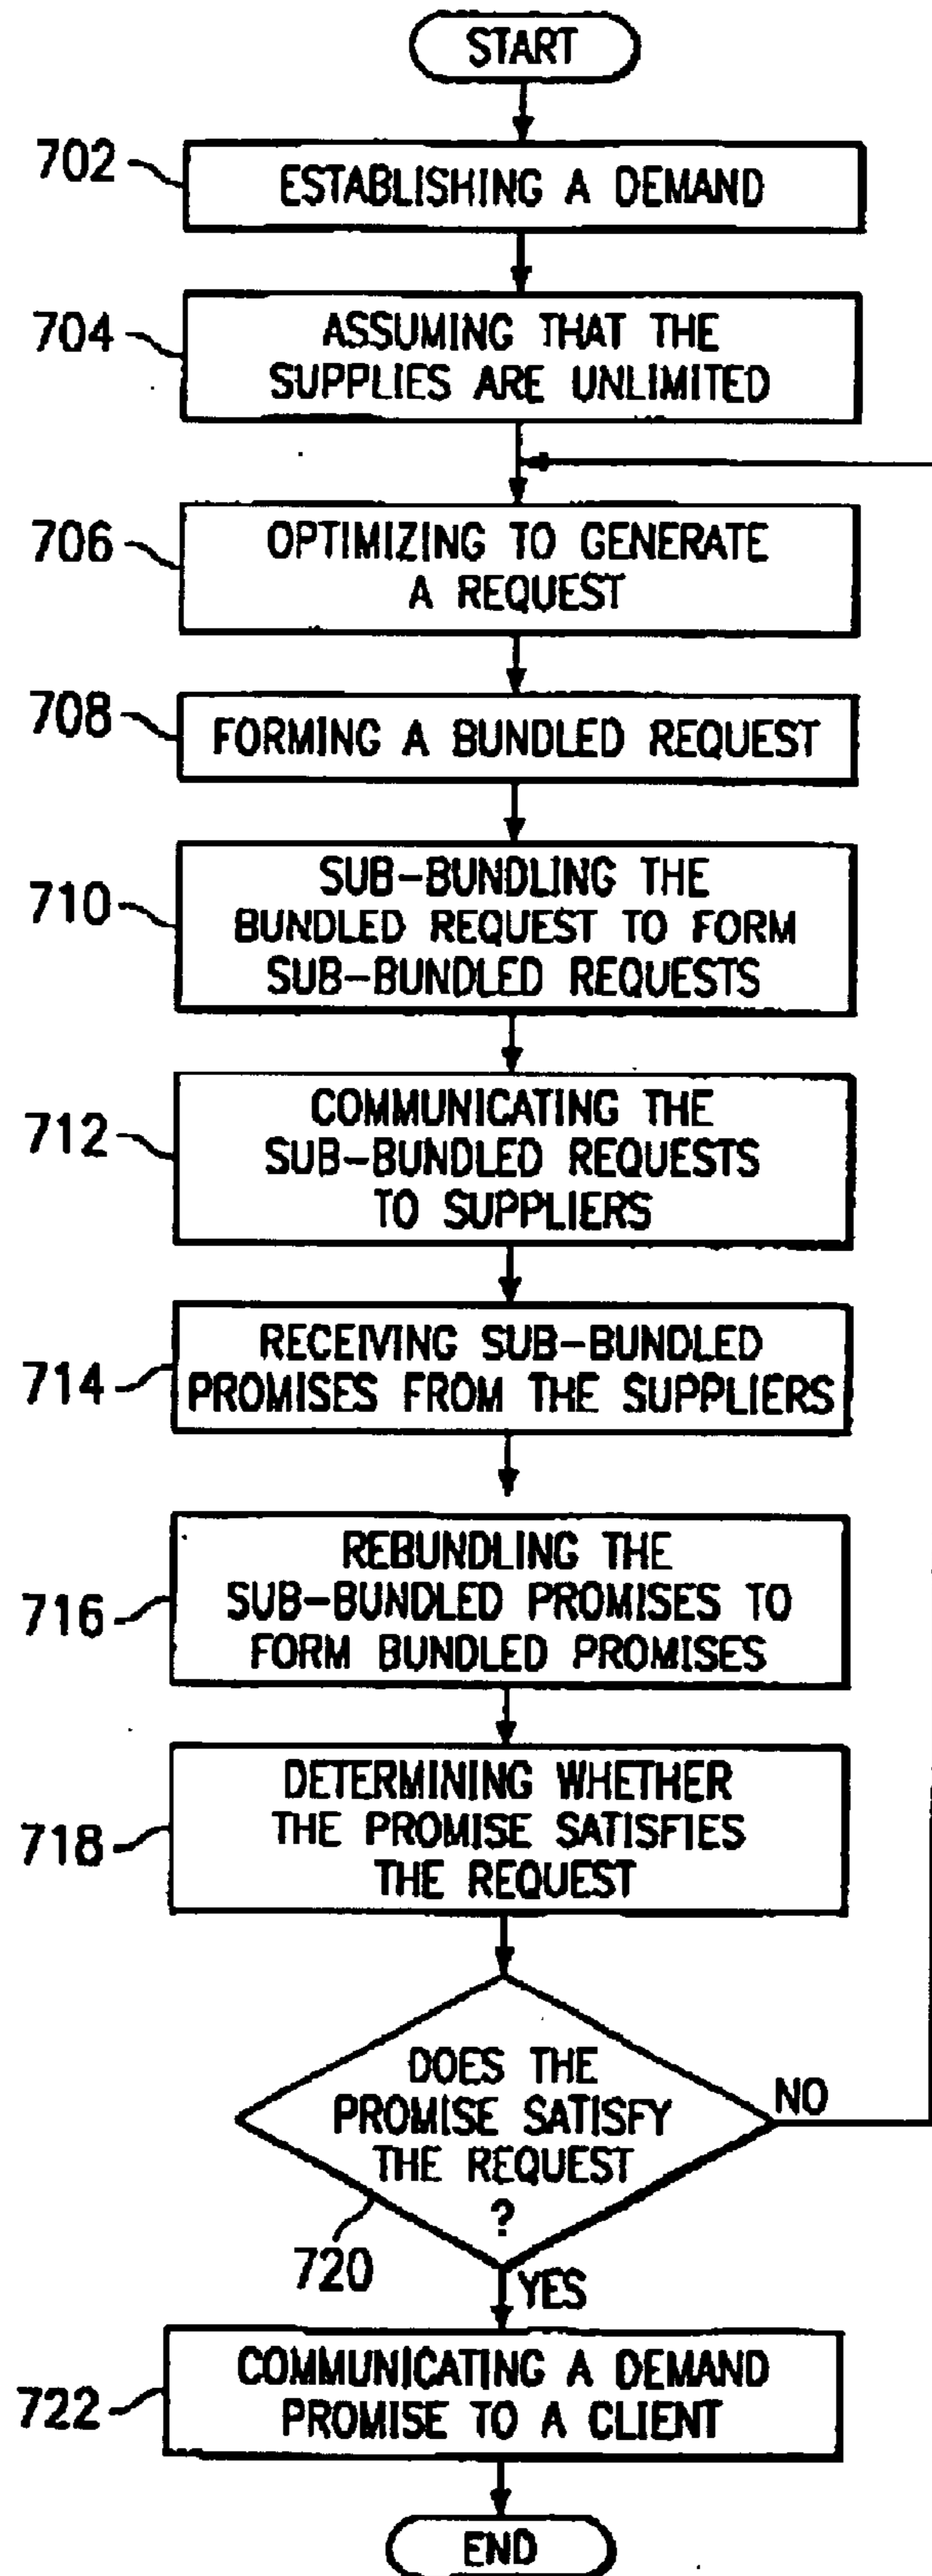 START
702
ESTABLISHING A DEMAND
704
ASSUMING THAT THE
SUPPLIES ARE UNLIMITED
706
OPTIMIZING TO GENERATE
A REQUEST
708
FORMING A BUNDLED REQUEST
710
SUB-BUNDLING THE
BUNDLED REQUEST TO FORM
SUB-BUNDLED REQUESTS
712
COMMUNICATING THE
SUB-BUNDLED REQUESTS
TO SUPPLIERS
714
RECEIVING SUB-BUNDLED
PROMISES FROM THE SUPPLIERS
716
REBUNDLING THE
SUB-BUNDLED PROMISES TO
FORM BUNDLED PROMISES
718
DETERMINING WHETHER
THE PROMISE SATISFIES
THE REQUEST
DOES THE
PROMISE SATISFY
THE REQUEST
?
NO
720
YES
722
COMMUNICATING A DEMAND
PROMISE TO A CLIENT
END